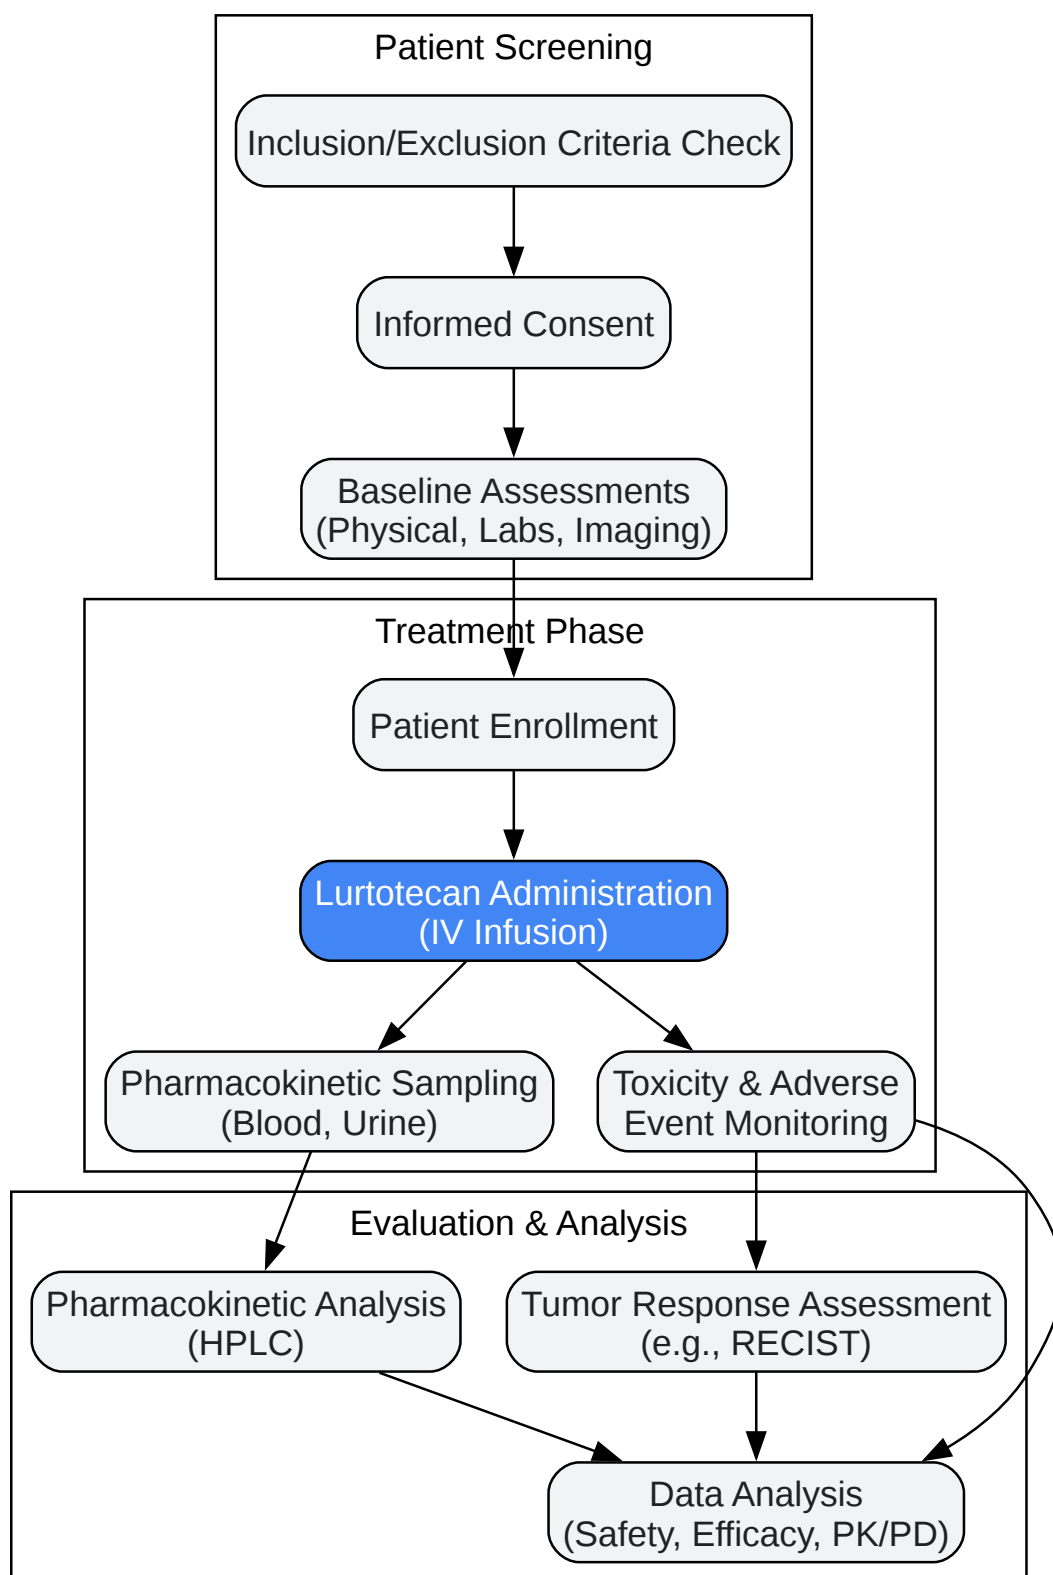 Patient Screening
Inclusion/Exclusion Criteria Check
Informed Consent
Baseline Assessments
(Physical, Labs, Imaging)
Treatment Phase
Patient Enrollment
Lurtotecan Administration
(IV Infusion)
Pharmacokinetic Sampling
(Blood, Urine)
Toxicity & Adverse
Event Monitoring
Evaluation & Analysis
Pharmacokinetic Analysis
(HPLC)
Tumor Response Assessment
(e.g., RECIST)
Data Analysis
(Safety, Efficacy, PK/PD)